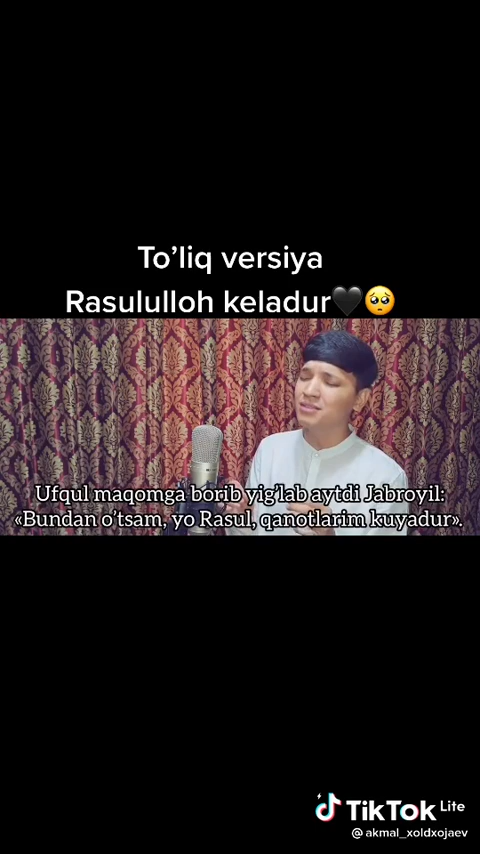 To’liq versiya
Rasululloh keladur🖤🥺
Ufqul maqomga borib yig‘lab aytdi Jabroyil:
«Bundan o‘tsam, yo Rasul, qanotlarim kuyadur».
TikTok Lite
@akmal_xoldxojaev